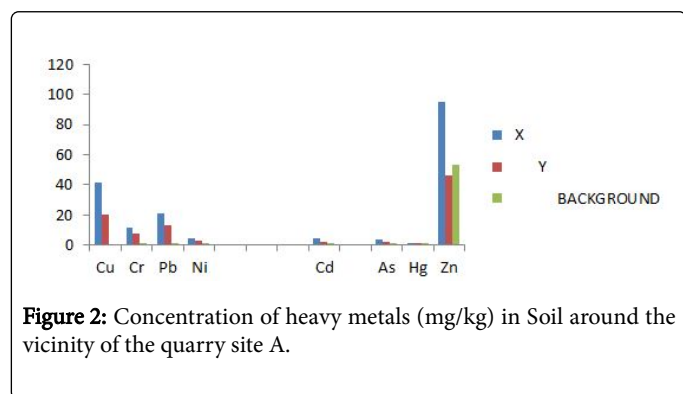 120
100
80
60
40
20
0
Cu Cr Pb Ni Cd As Hg Zn
X
Y
BACKGROUND
Figure 2: Concentration of heavy metals (mg/kg) in Soil around the
vicinity of the quarry site A.